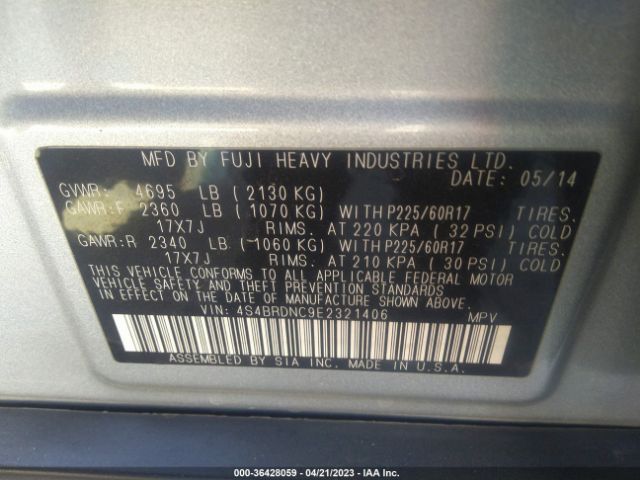 MFD BY FUJI HEAVY INDUSTRIES LTD.
DATE: 05/14
GVWR: 4695 LB ( 2130 KG)
GAWR:F 2360 LB ( 1070 KG) WITH P225/60R17 TIRES.
17X7J RIMS. AT 220 KPA ( 32 PSI) COLD
GAWR:R 2340 LB ( 1060 KG) WITH P225/60R17 TIRES.
17X7J RIMS. AT 210 KPA ( 30 PSI) COLD
THIS VEHICLE CONFORMS TO ALL APPLICABLE FEDERAL MOTOR
VEHICLE SAFETY AND THEFT PREVENTION STANDARDS
IN EFFECT ON THE DATE OF MANUFACTURE SHOWN ABOVE.
VIN: 4S4BRDNC9E2321406 MPV
ASSEMBLED BY SIA INC. MADE IN U.S.A.
000-36428059 - 04/21/2023 - IAA Inc.